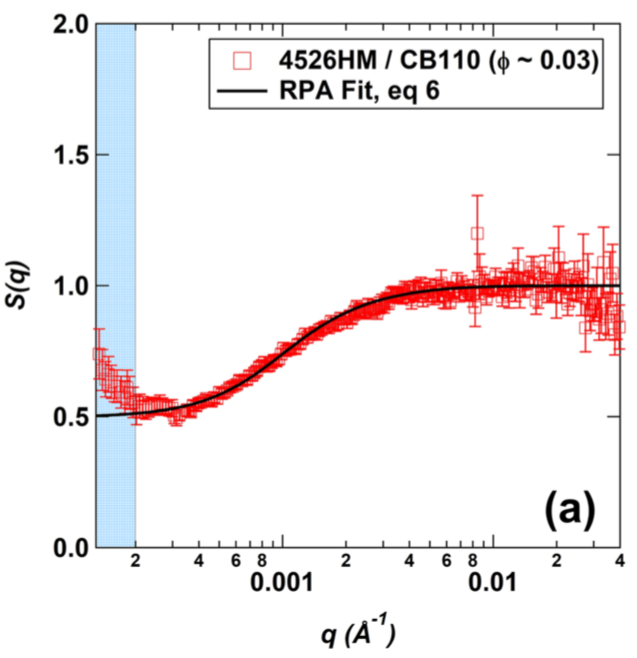 2.0
4526HM / CB110 (ϕ ~ 0.03)
RPA Fit, eq 6
1.5
1.0
S(q)
0.5
(a)
0.0
2 4 6 8 2 4 6 8 2 4
0.001 0.01
q (Å⁻¹)